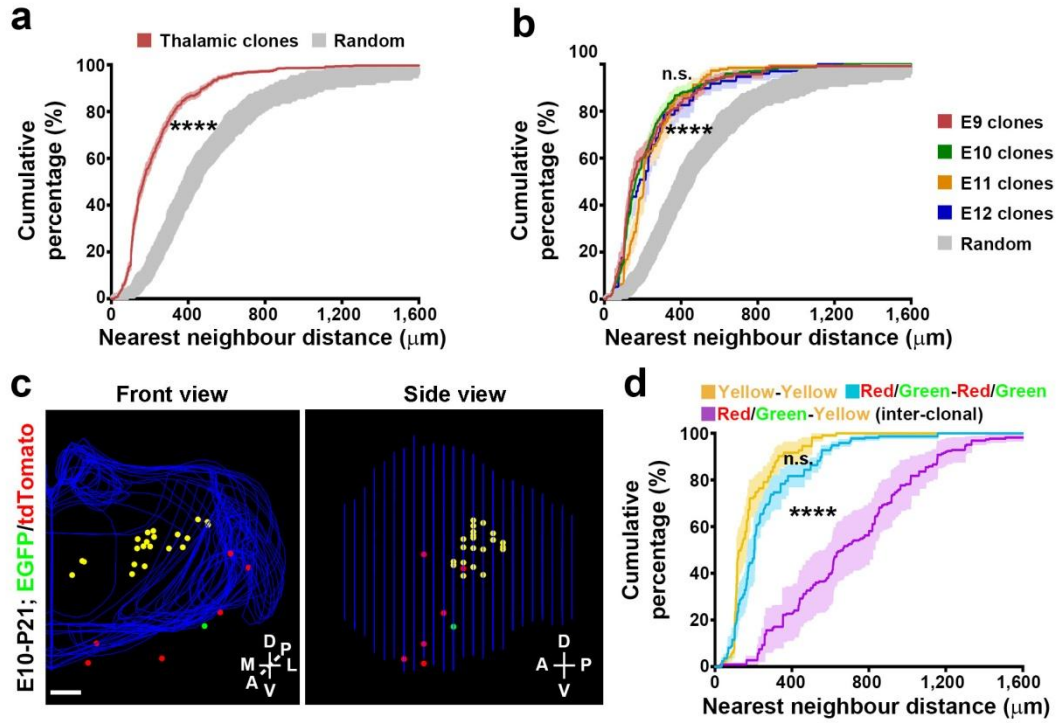 a
Thalamic clones Random
Cumulative
percentage (%)
100
80
60
40
20
0
****
0 400 800 1,200 1,600
Nearest neighbour distance (μm)
b
Cumulative
percentage (%)
100
80
60
40
20
0
n.s.
****
0 400 800 1,200 1,600
Nearest neighbour distance (μm)
E9 clones
E10 clones
E11 clones
E12 clones
Random
c
Front view Side view
E10-P21; EGFP/tdTomato
D
P
M L
A
V
D
A P
V
d
Yellow-Yellow Red/Green-Red/Green
Red/Green-Yellow (inter-clonal)
Cumulative
percentage (%)
100
80
60
40
20
0
n.s.
****
0 400 800 1,200 1,600
Nearest neighbour distance (μm)